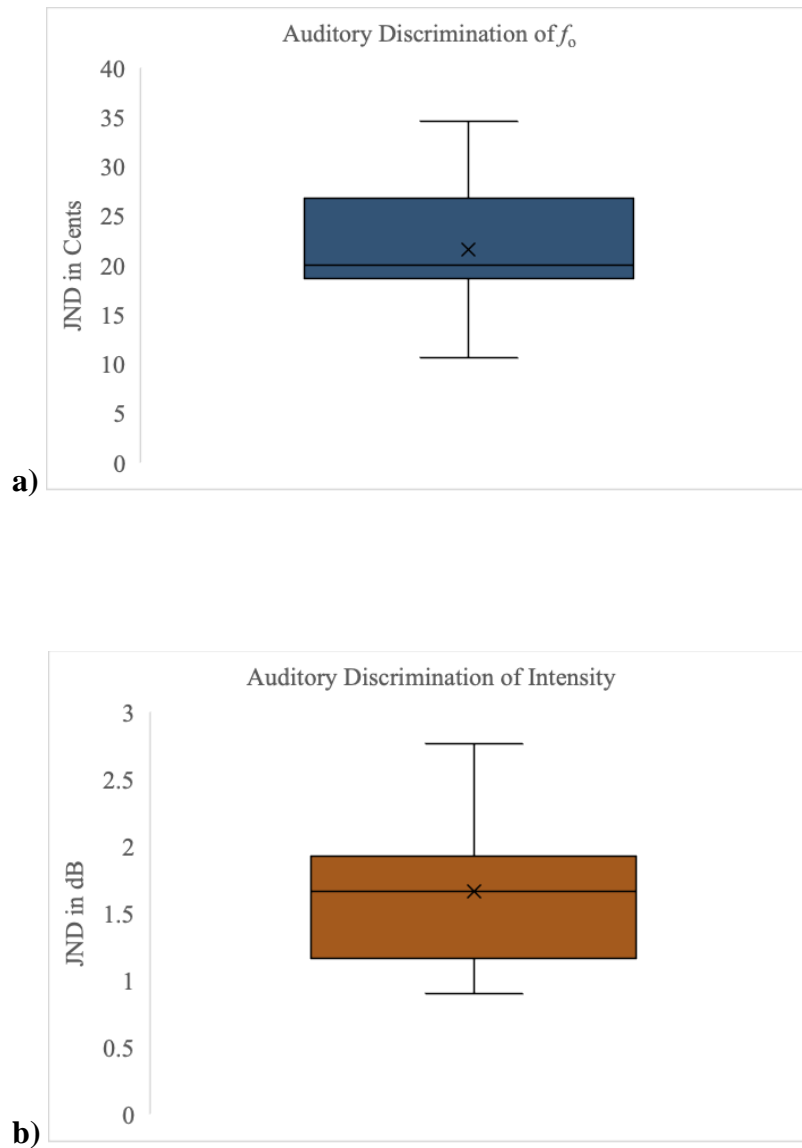 Auditory Discrimination of fo
40
35
30
25
20
15
10
5
0
JND in Cents
a)
Auditory Discrimination of Intensity
3
2.5
2
1.5
1
0.5
0
JND in dB
b)